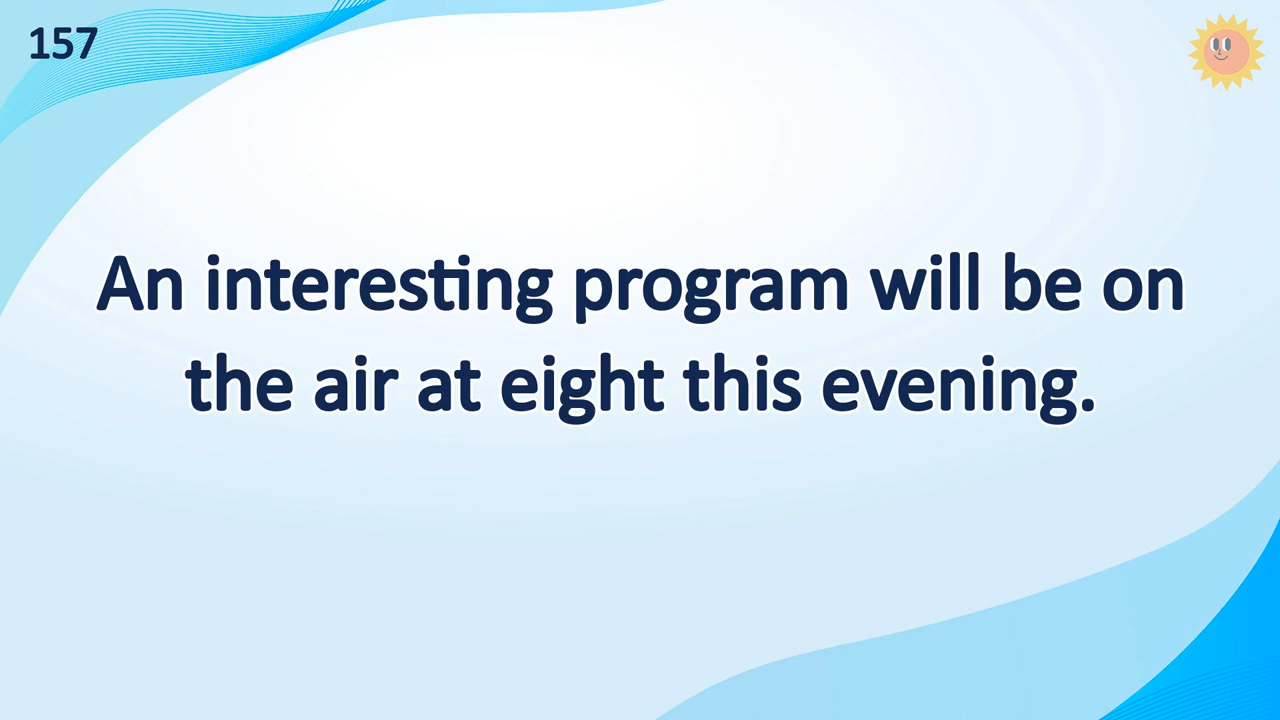 157
An interesting program will be on
the air at eight this evening.